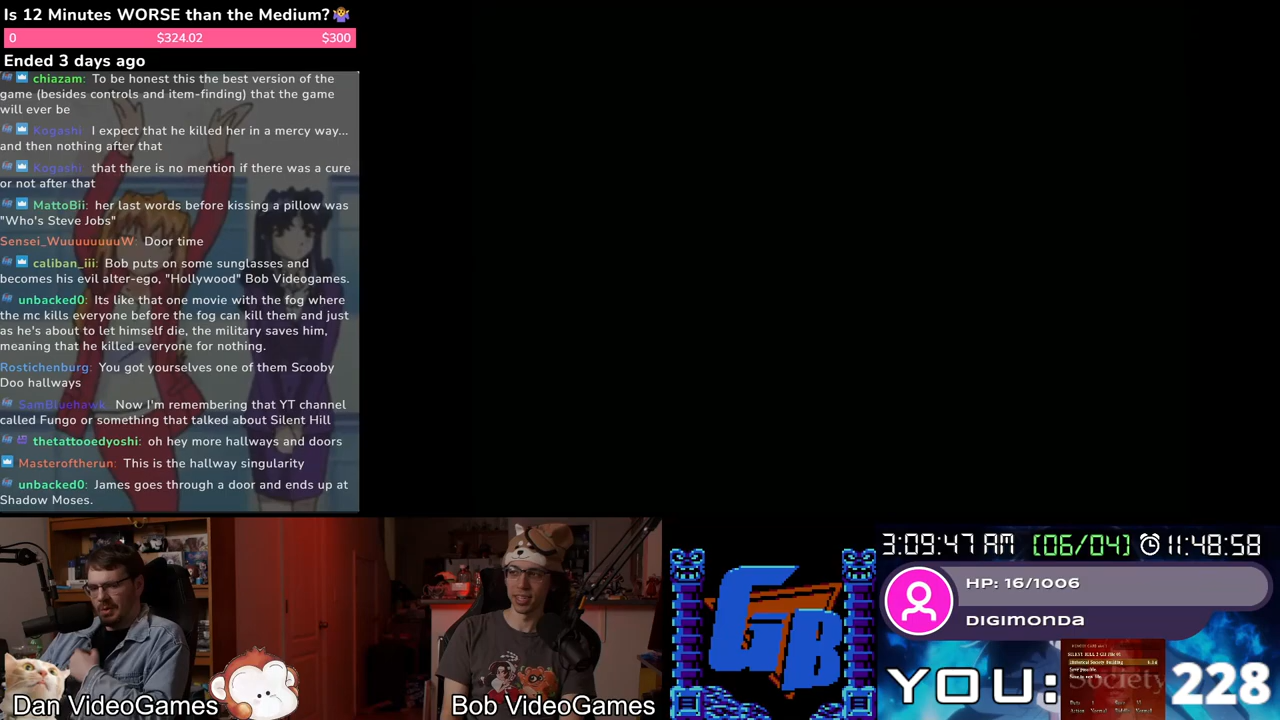 Is 12 Minutes WORSE than the Medium?🤷
0 $324.02 $300
Ended 3 days ago
chiazam: To be honest this the best version of the
game (besides controls and item-finding) that the game
will ever be
Kogashi: I expect that he killed her in a mercy way...
and then nothing after that
Kogashi: that there is no mention if there was a cure
or not after that
MattoBii: her last words before kissing a pillow was
"Who's Steve Jobs"
Sensei_WuuuuuuuuW: Door time
caliban_iii: Bob puts on some sunglasses and
becomes his evil alter-ego, "Hollywood" Bob Videogames.
unbacked0: Its like that one movie with the fog where
the mc kills everyone before the fog can kill them and just
as he's about to let himself die, the military saves him,
meaning that he killed everyone for nothing.
Rostichenburg: You got yourselves one of them Scooby
Doo hallways
SamBluehawk: Now I'm remembering that YT channel
called Fungo or something that talked about Silent Hill
thetattooedyoshi: oh hey more hallways and doors
Masteroftherun: This is the hallway singularity
unbacked0: James goes through a door and ends up at
Shadow Moses.
Dan VideoGames
Bob VideoGames
GB
3:09:47 AM [06/04] 11:48:58
HP: 16/1006
DIGIMONDA
YOU: 228
Historical Society Building
Society